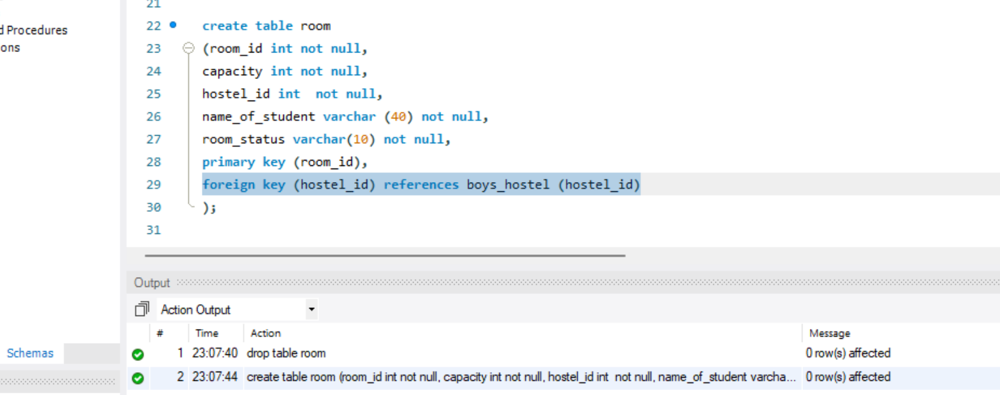 21
d Procedures
ons
22 create table room
23 (room_id int not null,
24 capacity int not null,
25 hostel_id int  not null,
26 name_of_student varchar (40) not null,
27 room_status varchar(10) not null,
28 primary key (room_id),
29 foreign key (hostel_id) references boys_hostel (hostel_id)
30 );
31
Output
Action Output
# Time Action Message
Schemas
1 23:07:40 drop table room 0 row(s) affected
2 23:07:44 create table room (room_id int not null, capacity int not null, hostel_id int  not null, name_of_student varcha... 0 row(s) affected